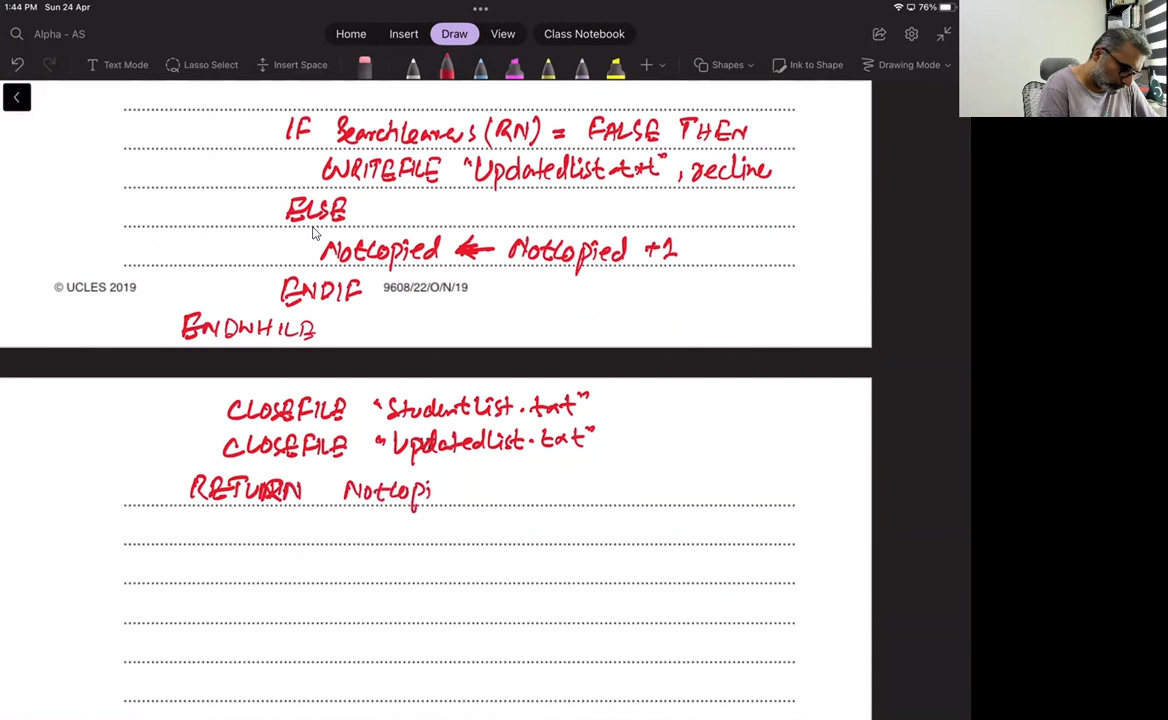 1:44 PM Sun 24 Apr
76%
Alpha - AS
Home Insert Draw View Class Notebook
Text Mode Lasso Select Insert Space Shapes Ink to Shape Drawing Mode
IF SearchLeavers(RN) = FALSE THEN
WRITEFILE "UpdatedList.txt", recline
ELSE
NotCopied ← NotCopied +1
© UCLES 2019
ENDIF 9608/22/O/N/19
ENDWHILE
CLOSEFILE "StudentList.txt"
CLOSEFILE "UpdatedList.txt"
RETURN NotCopi